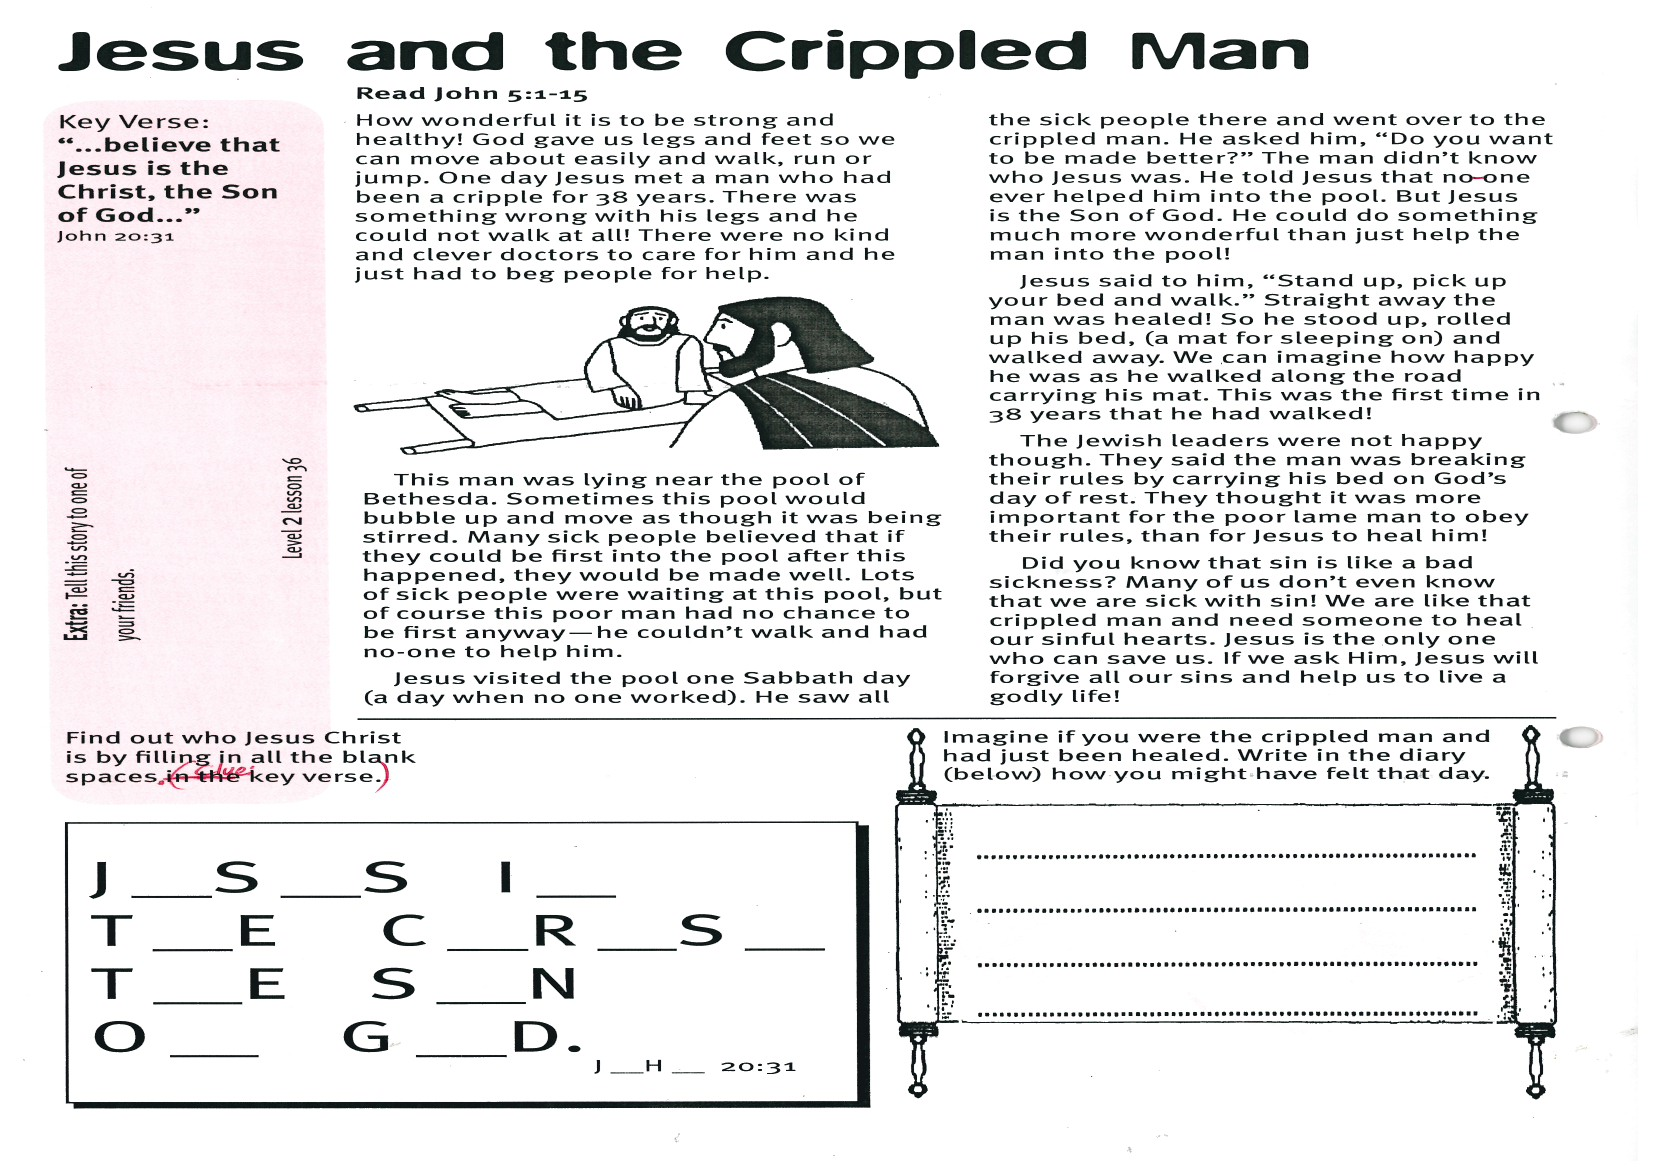 Jesus and the Crippled Man
Key Verse:
“...believe that
Jesus is the
Christ, the Son
of God...”
John 20:31
Extra: Tell this story to one of
your friends.
Level 2 lesson 36
Read John 5:1-15
How wonderful it is to be strong and
healthy! God gave us legs and feet so we
can move about easily and walk, run or
jump. One day Jesus met a man who had
been a cripple for 38 years. There was
something wrong with his legs and he
could not walk at all! There were no kind
and clever doctors to care for him and he
just had to beg people for help.
This man was lying near the pool of
Bethesda. Sometimes this pool would
bubble up and move as though it was being
stirred. Many sick people believed that if
they could be first into the pool after this
happened, they would be made well. Lots
of sick people were waiting at this pool, but
of course this poor man had no chance to
be first anyway—he couldn’t walk and had
no-one to help him.
Jesus visited the pool one Sabbath day
(a day when no one worked). He saw all
the sick people there and went over to the
crippled man. He asked him, “Do you want
to be made better?” The man didn’t know
who Jesus was. He told Jesus that no-one
ever helped him into the pool. But Jesus
is the Son of God. He could do something
much more wonderful than just help the
man into the pool!
Jesus said to him, “Stand up, pick up
your bed and walk.” Straight away the
man was healed! So he stood up, rolled
up his bed, (a mat for sleeping on) and
walked away. We can imagine how happy
he was as he walked along the road
carrying his mat. This was the first time in
38 years that he had walked!
The Jewish leaders were not happy
though. They said the man was breaking
their rules by carrying his bed on God’s
day of rest. They thought it was more
important for the poor lame man to obey
their rules, than for Jesus to heal him!
Did you know that sin is like a bad
sickness? Many of us don’t even know
that we are sick with sin! We are like that
crippled man and need someone to heal
our sinful hearts. Jesus is the only one
who can save us. If we ask Him, Jesus will
forgive all our sins and help us to live a
godly life!
Find out who Jesus Christ
is by filling in all the blank
spaces. (Clue: in the key verse.)
J ___S ___S I ___
T ___E C ___R ___S ___
T ___E S ___N
O ___ G ___D.
J __H __ 20:31
Imagine if you were the crippled man and
had just been healed. Write in the diary
(below) how you might have felt that day.